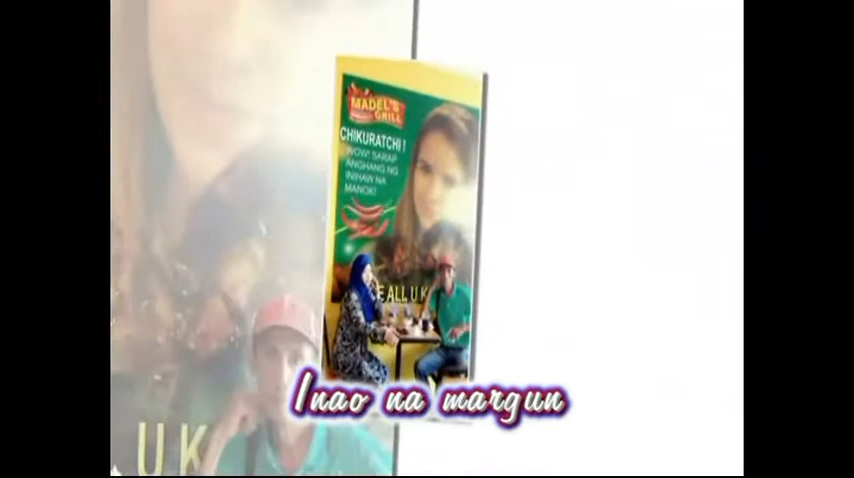 MADEL'S
GRILL
CHIKURATCHI!
WOW! SARAP
ANGHANG NG
INIHAW NA
MANOK!
E ALL U K
U K
Inao na margun